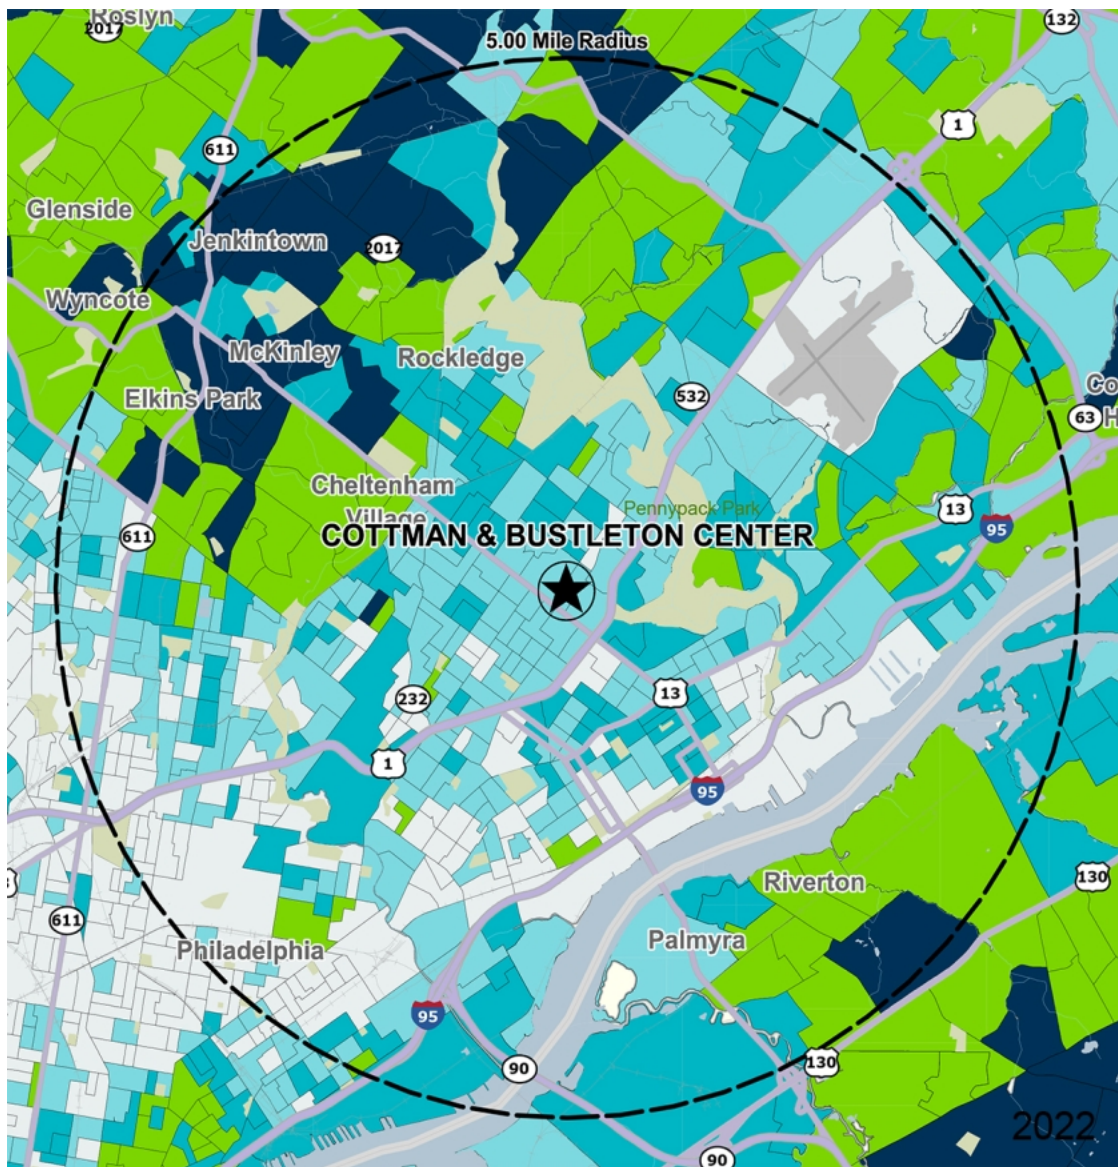 Roslyn
2017
132
5.00 Mile Radius
1
611
Glenside
Jenkintown
2017
Wyncote
McKinley
Rockledge
Elkins Park
532
63
Cheltenham
Village
Pennypack Park
13
95
611
COTTMAN & BUSTLETON CENTER
232
13
1
95
Riverton
130
611
Philadelphia
Palmyra
95
90
130
2022
90